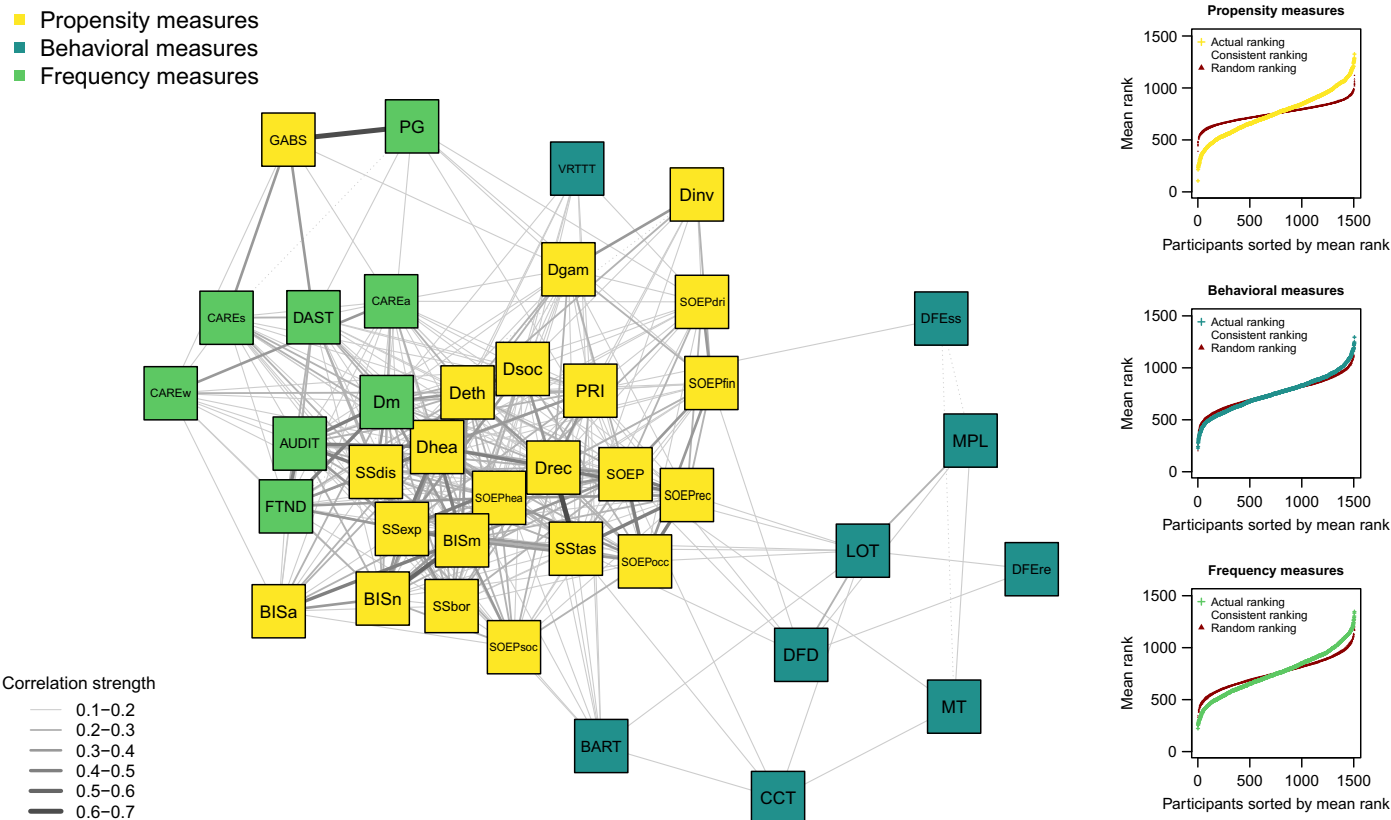 Propensity measures
Behavioral measures
Frequency measures
GABS
PG
VRTTT
Dinv
Dgam
SOEPdri
CAREs
DAST
CAREa
DFEss
CAREw
Dm
Deth
Dsoc
PRI
SOEPfin
AUDIT
Dhea
MPL
SSdis
Drec
SOEP
FTND
SOEPhea
SOEPrec
SSexp
BISm
SStas
SOEPocc
LOT
DFEre
BISa
BISn
SSbor
SOEPsoc
DFD
MT
BART
CCT
Correlation strength
0.1−0.2
0.2−0.3
0.3−0.4
0.4−0.5
0.5−0.6
0.6−0.7
Propensity measures
Actual ranking
Consistent ranking
Random ranking
Mean rank
1500
1000
500
0
0 500 1000 1500
Participants sorted by mean rank
Behavioral measures
Actual ranking
Consistent ranking
Random ranking
Mean rank
1500
1000
500
0
0 500 1000 1500
Participants sorted by mean rank
Frequency measures
Actual ranking
Consistent ranking
Random ranking
Mean rank
1500
1000
500
0
0 500 1000 1500
Participants sorted by mean rank